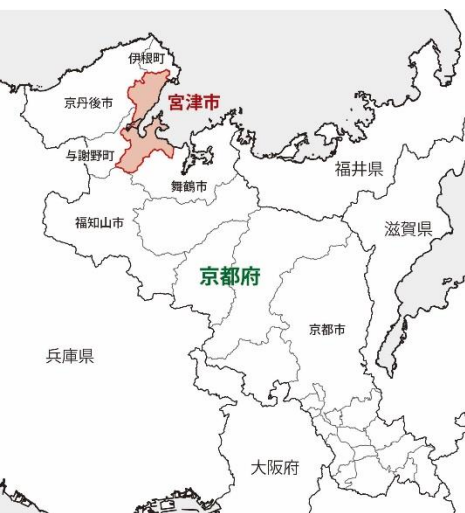 伊根町
京丹後市
宮津市
与謝野町
舞鶴市
福井県
福知山市
滋賀県
京都府
京都市
兵庫県
大阪府